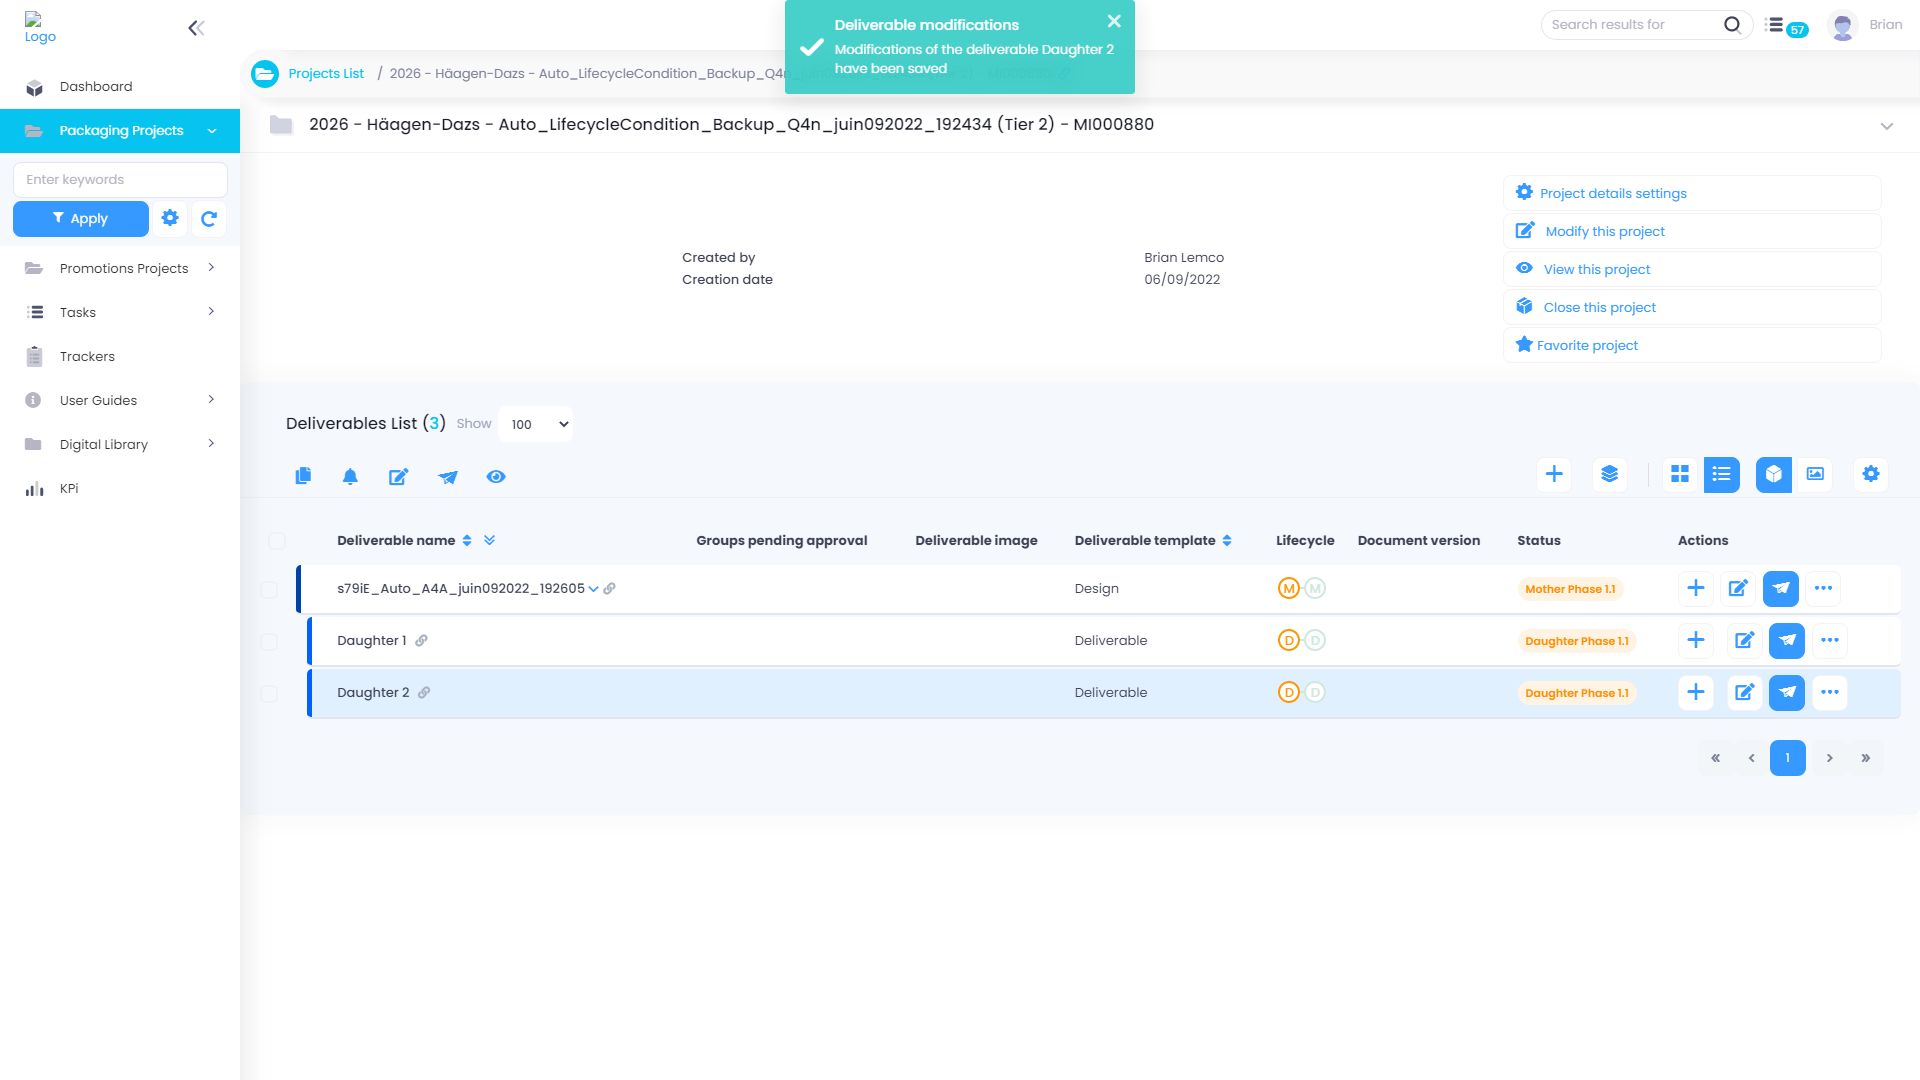 Logo
Deliverable modifications
Modifications of the deliverable Daughter 2
have been saved
Search results for
57
Brian
Projects List / 2026 - Häagen-Dazs - Auto_LifecycleCondition_Backup_Q4n
Dashboard
Packaging Projects
Enter keywords
Apply
Promotions Projects
Tasks
Trackers
User Guides
Digital Library
KPi
2026 - Häagen-Dazs - Auto_LifecycleCondition_Backup_Q4n_juin092022_192434 (Tier 2) - MI000880
Created by Brian Lemco
Creation date 06/09/2022
Project details settings
Modify this project
View this project
Close this project
Favorite project
Deliverables List (3) Show 100
Deliverable name Groups pending approval Deliverable image Deliverable template Lifecycle Document version Status Actions
s79iE_Auto_A4A_juin092022_192605 Design M M Mother Phase 1.1
Daughter 1 Deliverable D D Daughter Phase 1.1
Daughter 2 Deliverable D D Daughter Phase 1.1
« ‹ 1 › »